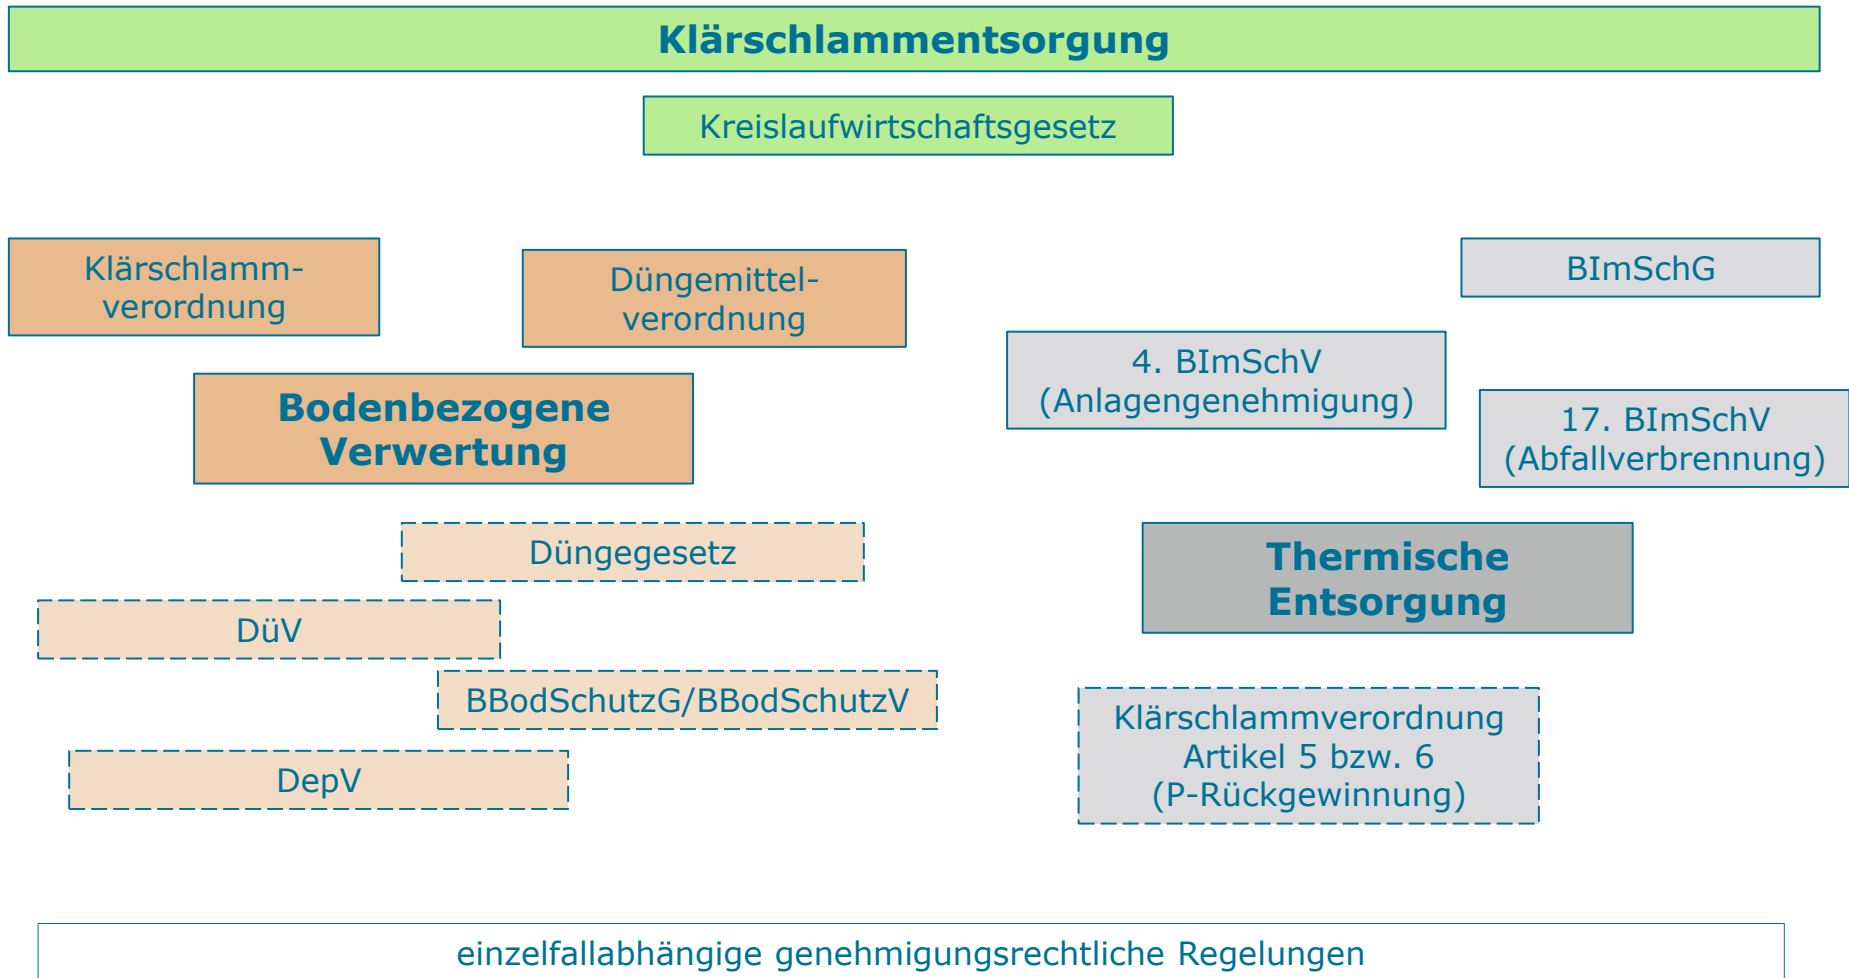 Klärschlammentsorgung
Kreislaufwirtschaftsgesetz
Klärschlamm-
verordnung
Düngemittel-
verordnung
Bodenbezogene
Verwertung
Düngegesetz
DüV
BBodSchutzG/BBodSchutzV
DepV
BImSchG
4. BImSchV
(Anlagengenehmigung)
17. BImSchV
(Abfallverbrennung)
Thermische
Entsorgung
Klärschlammverordnung
Artikel 5 bzw. 6
(P-Rückgewinnung)
einzelfallabhängige genehmigungsrechtliche Regelungen